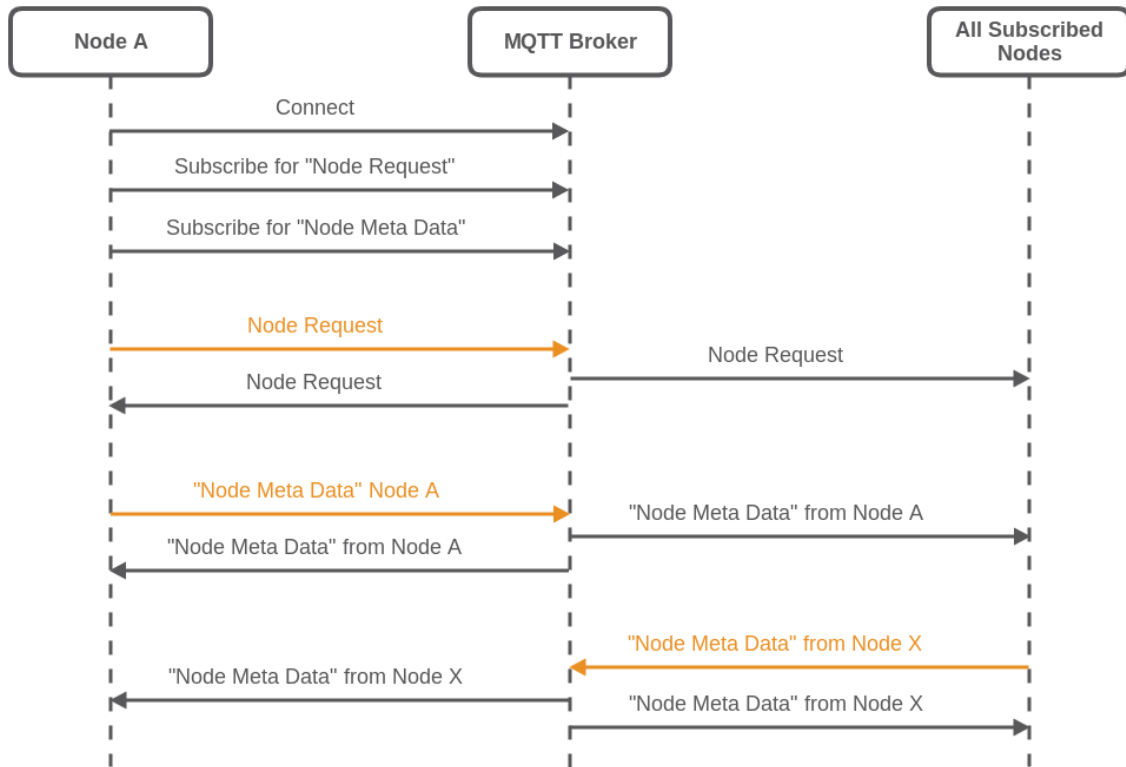 Node A
MQTT Broker
All Subscribed
Nodes
Connect
Subscribe for "Node Request"
Subscribe for "Node Meta Data"
Node Request
Node Request
Node Request
"Node Meta Data" Node A
"Node Meta Data" from Node A
"Node Meta Data" from Node A
"Node Meta Data" from Node X
"Node Meta Data" from Node X
"Node Meta Data" from Node X